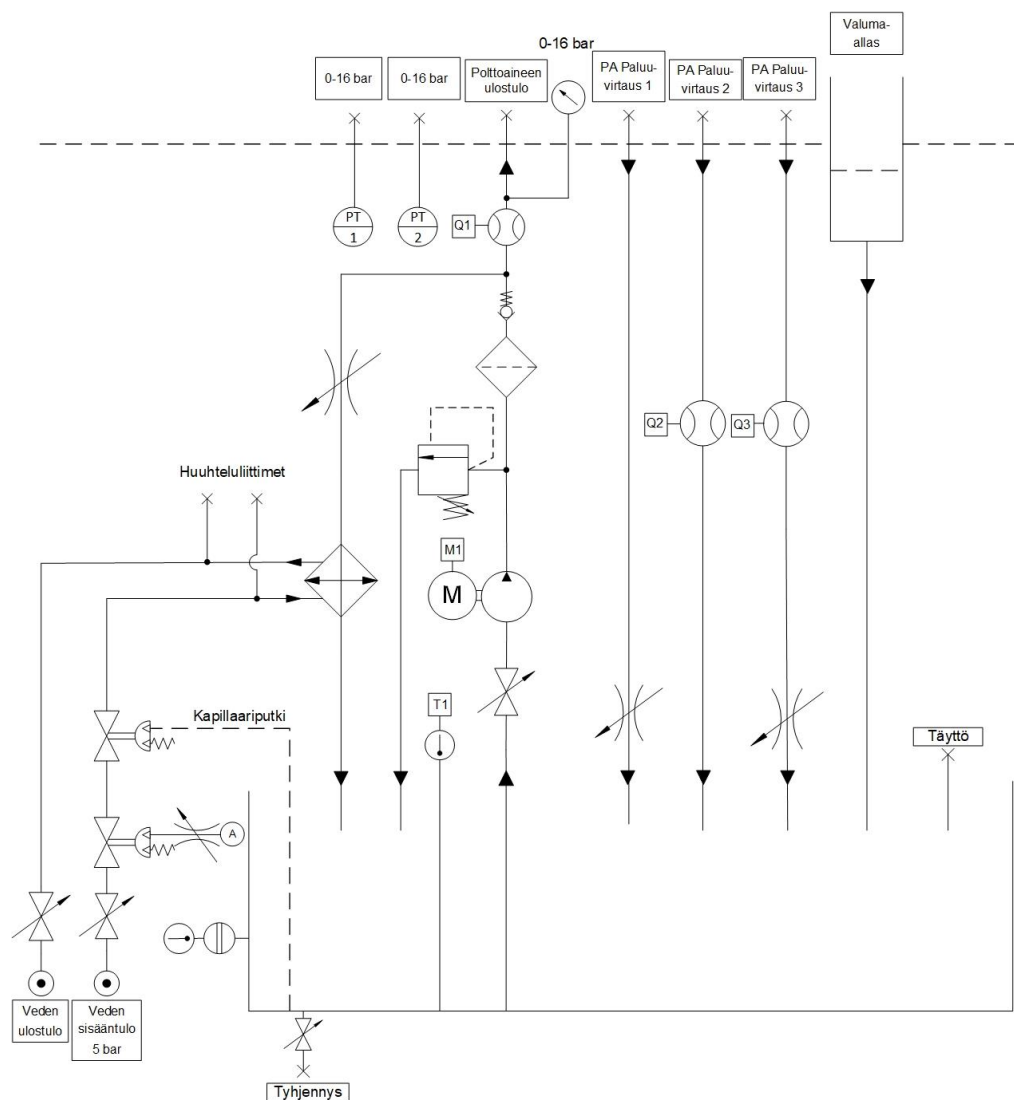 Valuma-
allas
0-16 bar
0-16 bar
0-16 bar
Polttoaineen
ulostulo
PA Paluu-
virtaus 1
PA Paluu-
virtaus 2
PA Paluu-
virtaus 3
PT
1
PT
2
Q1
Q2
Q3
Huuhteluliittimet
M1
M
T1
Kapillaariputki
Täyttö
A
Veden
ulostulo
Veden
sisääntulo
5 bar
Tyhjennys